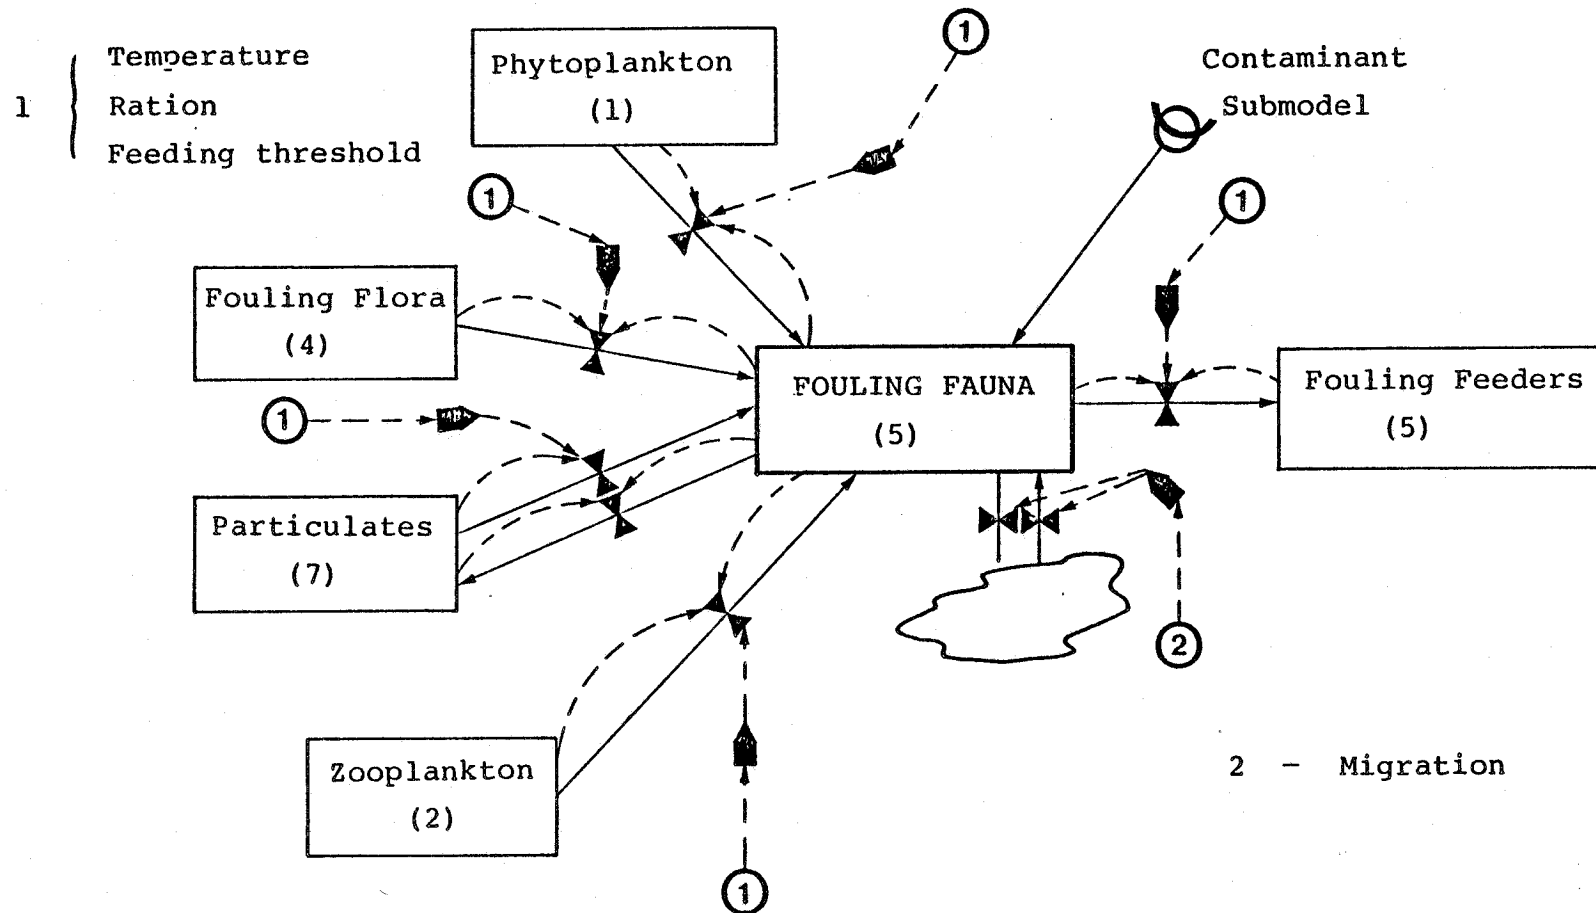 1
Temperature
Ration
Feeding threshold
Phytoplankton
(1)
1
Contaminant
Submodel
1
1
Fouling Flora
(4)
1
FOULING FAUNA
(5)
Fouling Feeders
(5)
Particulates
(7)
2
Zooplankton
(2)
1
2 - Migration